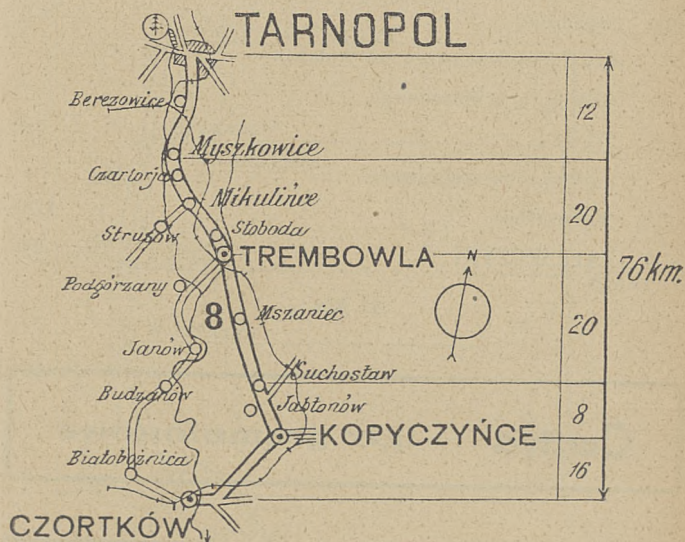 TARNOPOL
Berezowice
12
Myszkowice
Czartorja
Mikulińce
20
Strusów
Słoboda
TREMBOWLA
N
76 km.
Podgórzany
8
Mszaniec
20
Janów
Suchostaw
Budzanów
Jabłonów
8
KOPYCZYŃCE
Białobożnica
16
CZORTKÓW